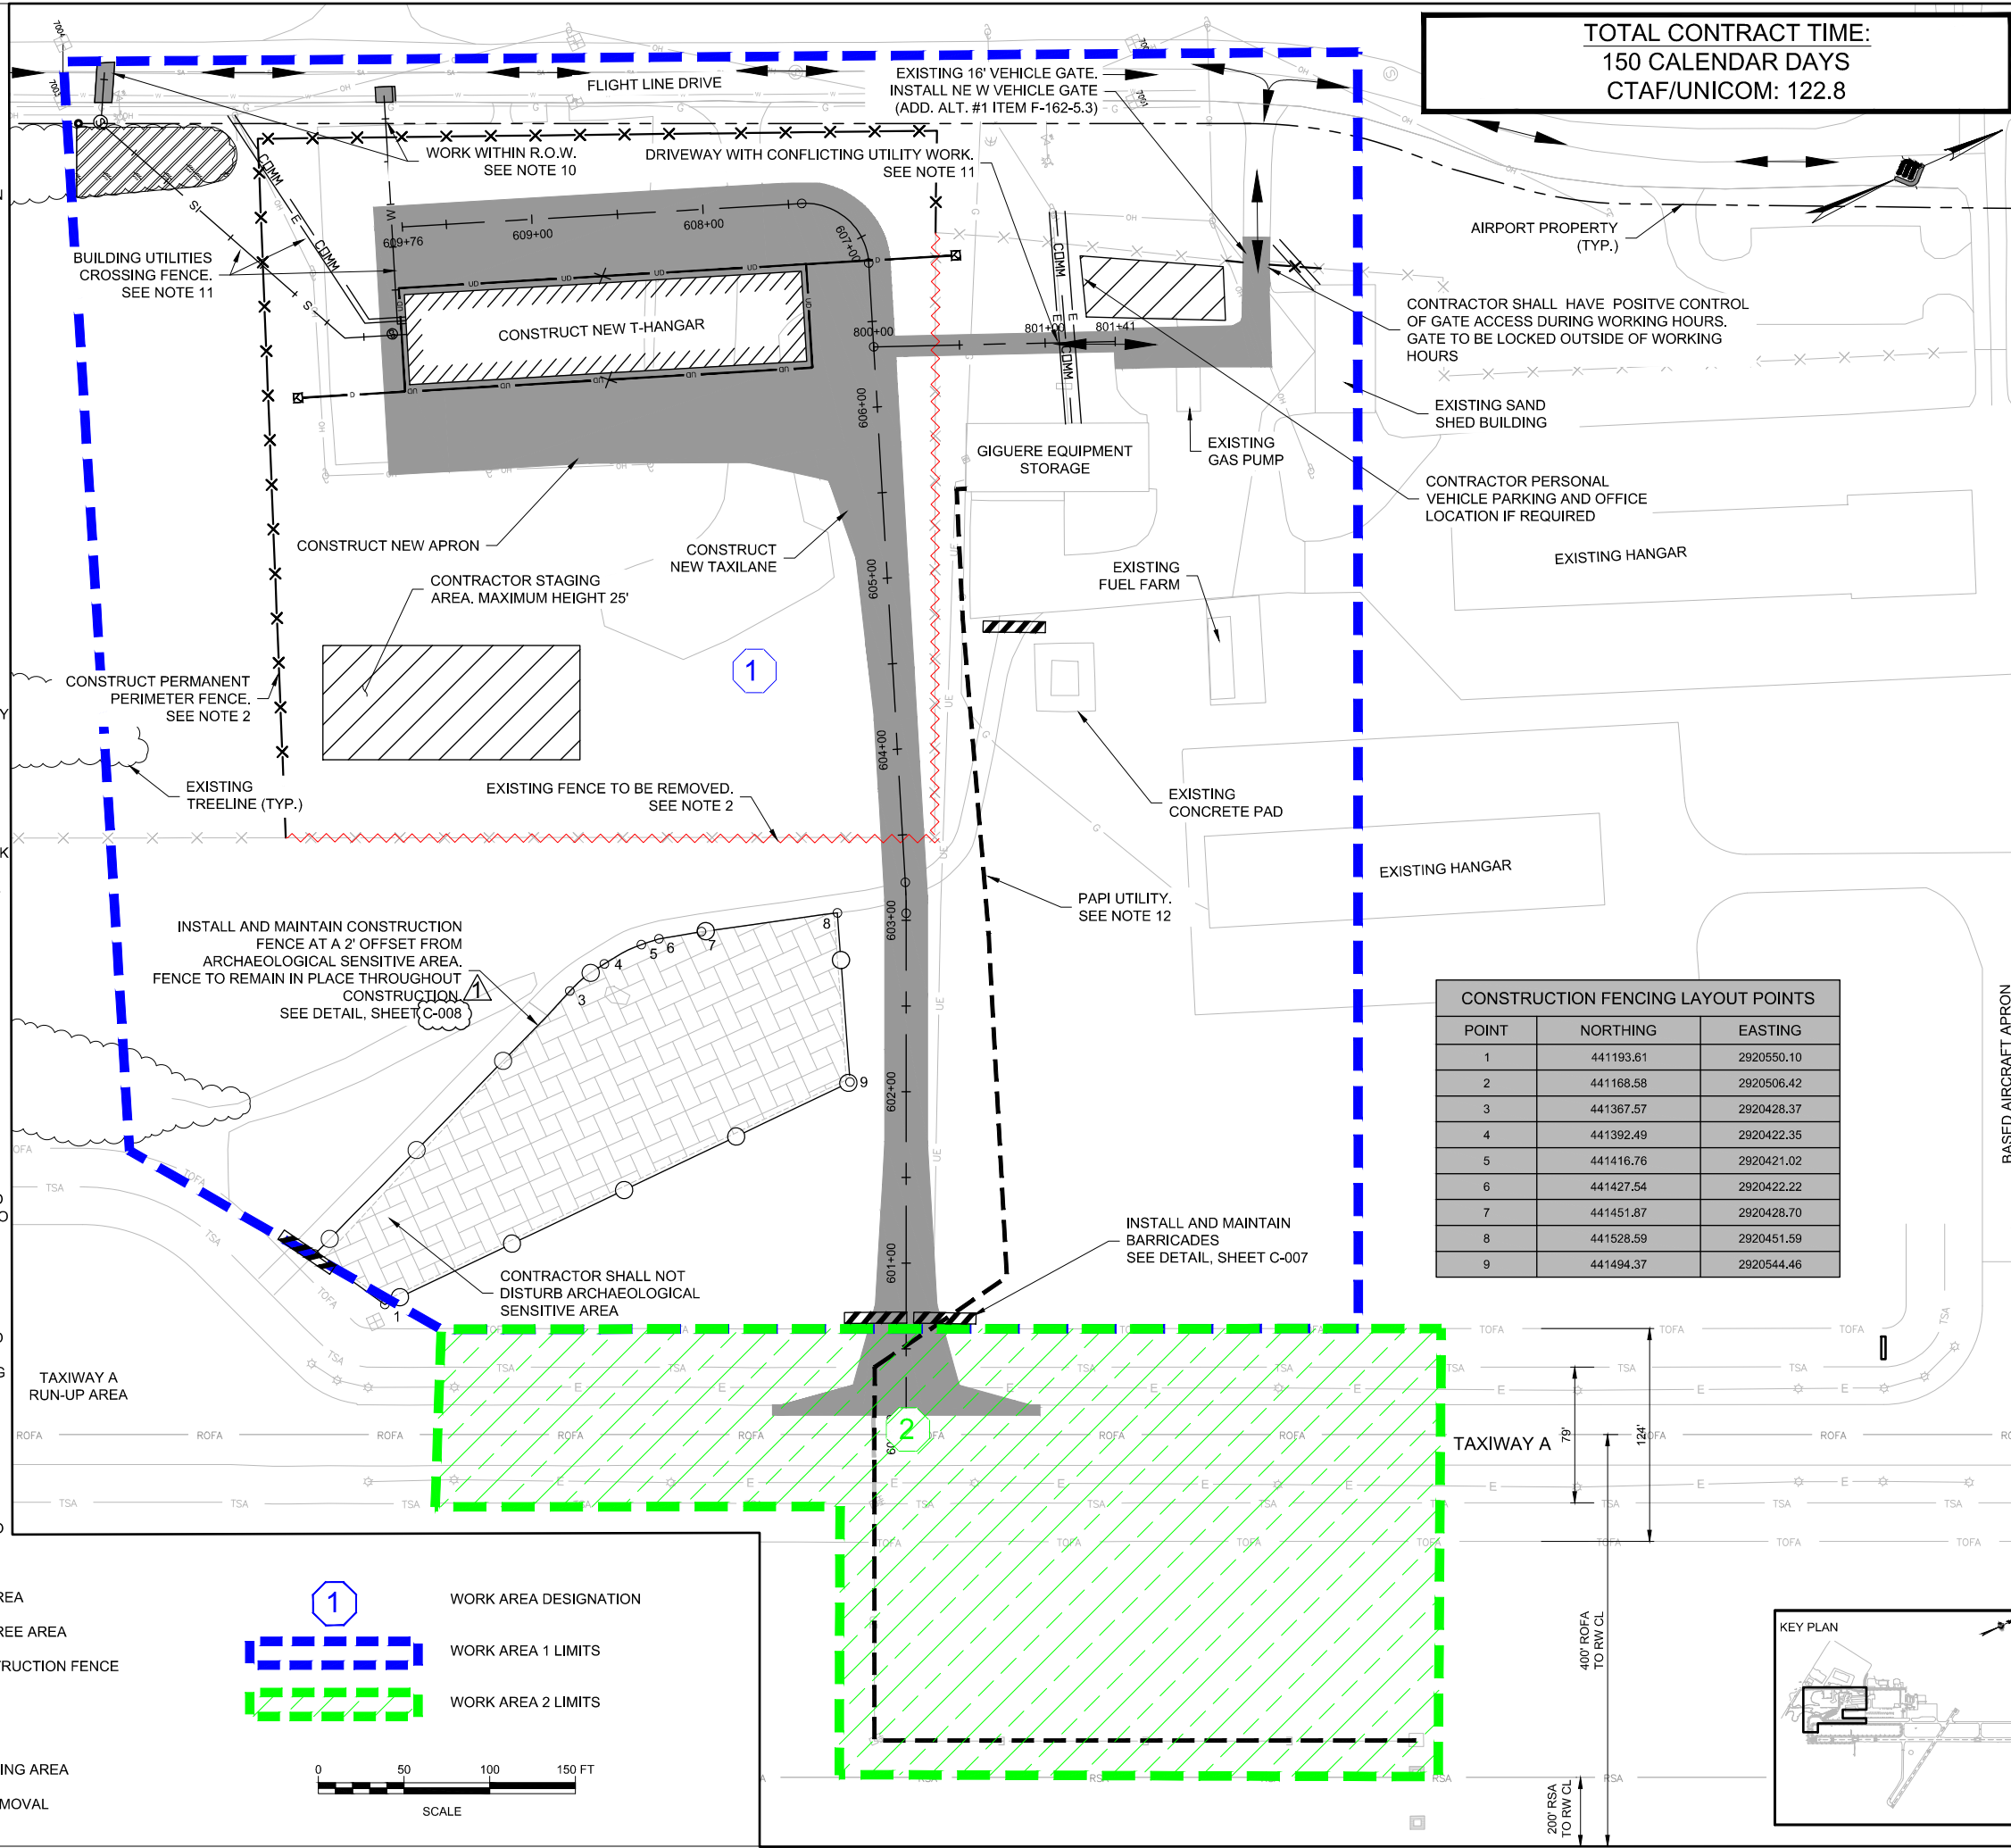 TOTAL CONTRACT TIME:
150 CALENDAR DAYS
CTAF/UNICOM: 122.8
FLIGHT LINE DRIVE
EXISTING 16' VEHICLE GATE.
INSTALL NE W VEHICLE GATE
(ADD. ALT. #1 ITEM F-162-5.3)
WORK WITHIN R.O.W.
SEE NOTE 10
DRIVEWAY WITH CONFLICTING UTILITY WORK.
SEE NOTE 11
AIRPORT PROPERTY
(TYP.)
BUILDING UTILITIES
CROSSING FENCE.
SEE NOTE 11
609+76
609+00
608+00
607+00
CONSTRUCT NEW T-HANGAR
800+00
801+00
801+41
CONTRACTOR SHALL HAVE POSITVE CONTROL
OF GATE ACCESS DURING WORKING HOURS.
GATE TO BE LOCKED OUTSIDE OF WORKING
HOURS
606+00
EXISTING SAND
SHED BUILDING
GIGUERE EQUIPMENT
STORAGE
EXISTING
GAS PUMP
CONTRACTOR PERSONAL
VEHICLE PARKING AND OFFICE
LOCATION IF REQUIRED
CONSTRUCT NEW APRON
CONSTRUCT
NEW TAXILANE
EXISTING HANGAR
605+00
EXISTING
FUEL FARM
CONTRACTOR STAGING
AREA. MAXIMUM HEIGHT 25'
1
CONSTRUCT PERMANENT
PERIMETER FENCE.
SEE NOTE 2
604+00
EXISTING
TREELINE (TYP.)
EXISTING FENCE TO BE REMOVED.
SEE NOTE 2
EXISTING
CONCRETE PAD
EXISTING HANGAR
PAPI UTILITY.
SEE NOTE 12
603+00
INSTALL AND MAINTAIN CONSTRUCTION
FENCE AT A 2' OFFSET FROM
ARCHAEOLOGICAL SENSITIVE AREA.
FENCE TO REMAIN IN PLACE THROUGHOUT
CONSTRUCTION.
SEE DETAIL, SHEET C-008
1
3
4
5
6
7
8
9
1
602+00
CONSTRUCTION FENCING LAYOUT POINTS
POINT NORTHING EASTING
1 441193.61 2920550.10
2 441168.58 2920506.42
3 441367.57 2920428.37
4 441392.49 2920422.35
5 441416.76 2920421.02
6 441427.54 2920422.22
7 441451.87 2920428.70
8 441528.59 2920451.59
9 441494.37 2920544.46
BASED AIRCRAFT APRON
601+00
INSTALL AND MAINTAIN
BARRICADES
SEE DETAIL, SHEET C-007
CONTRACTOR SHALL NOT
DISTURB ARCHAEOLOGICAL
SENSITIVE AREA
TAXIWAY A
RUN-UP AREA
2
TAXIWAY A
79'
124'
400' ROFA
TO RW CL
200' RSA
TO RW CL
1
WORK AREA DESIGNATION
WORK AREA 1 LIMITS
WORK AREA 2 LIMITS
0 50 100 150 FT
SCALE
KEY PLAN